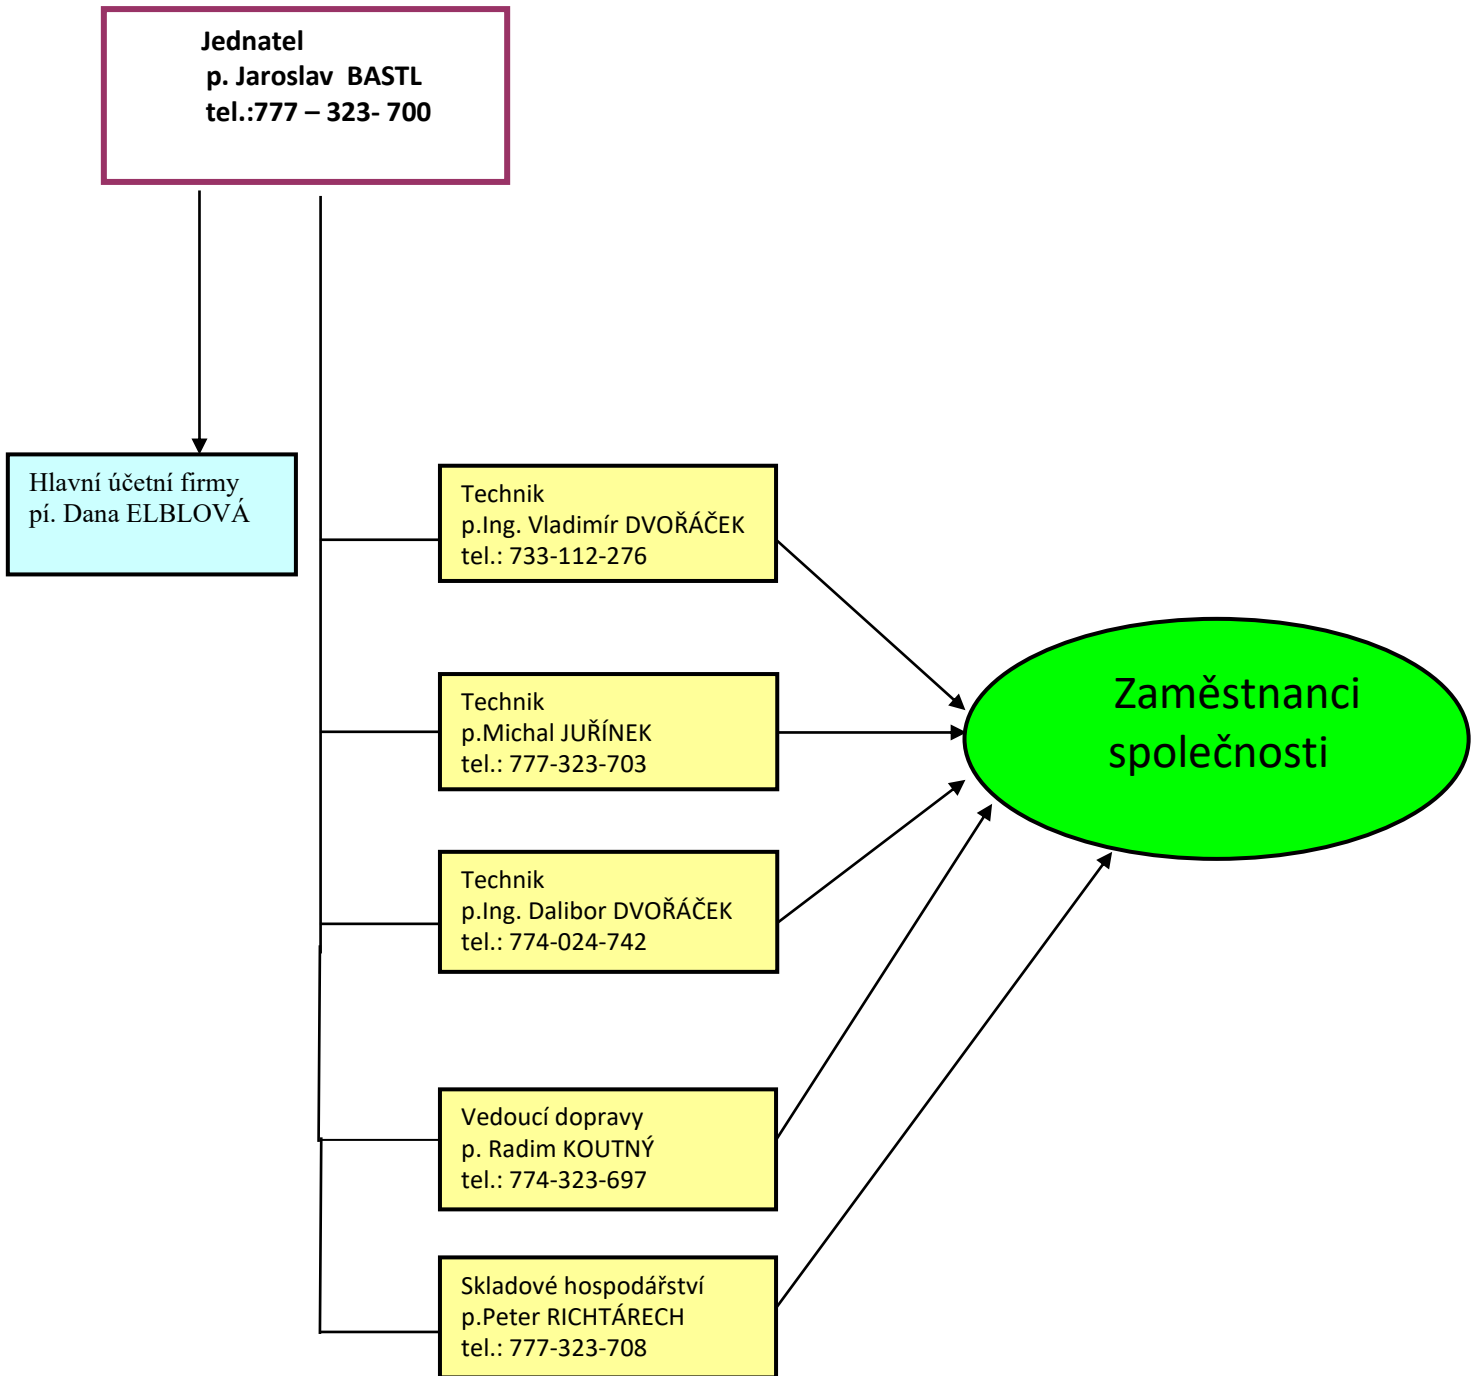 Jednatel
p. Jaroslav BASTL
tel.:777 – 323- 700
Hlavní účetní firmy
pí. Dana ELBLOVÁ
Technik
p.Ing. Vladimír DVOŘÁČEK
tel.: 733-112-276
Technik
p.Michal JUŘÍNEK
tel.: 777-323-703
Technik
p.Ing. Dalibor DVOŘÁČEK
tel.: 774-024-742
Vedoucí dopravy
p. Radim KOUTNÝ
tel.: 774-323-697
Skladové hospodářství
p.Peter RICHTÁRECH
tel.: 777-323-708
Zaměstnanci
společnosti